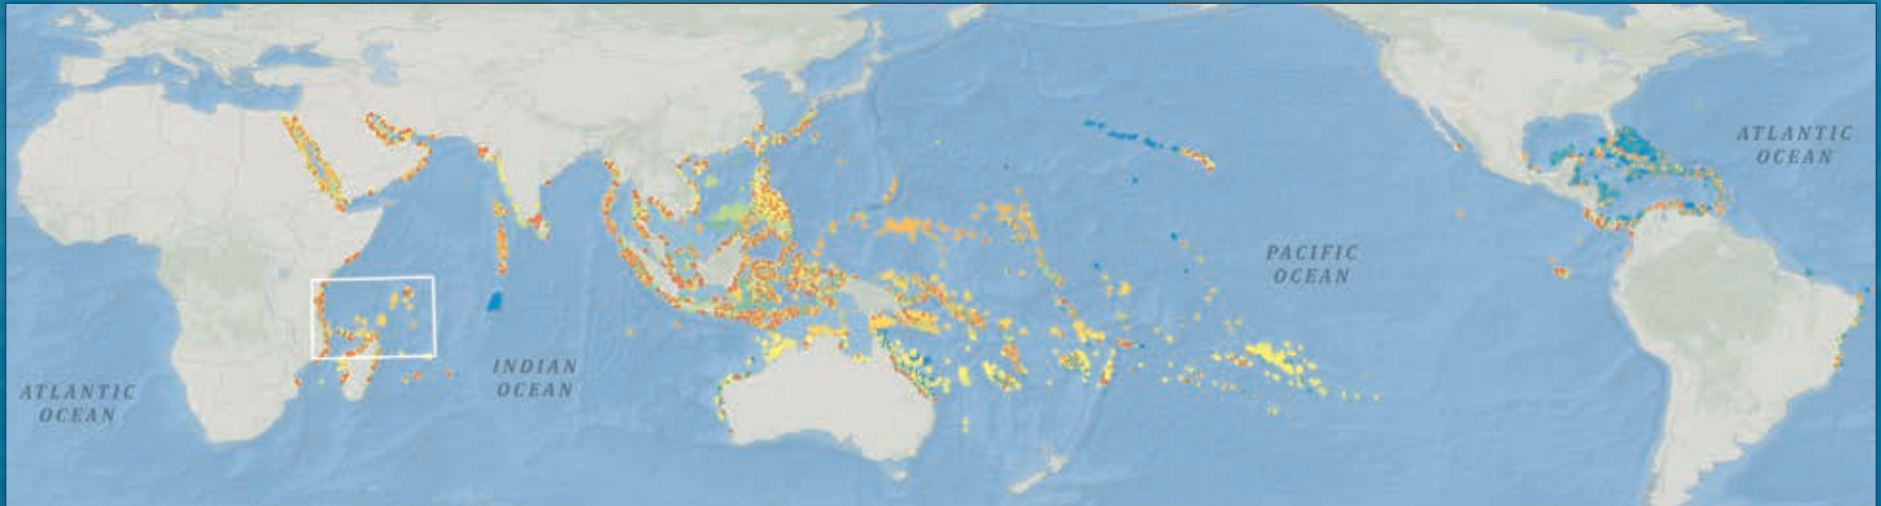 ATLANTIC
OCEAN
PACIFIC
OCEAN
INDIAN
OCEAN
ATLANTIC
OCEAN